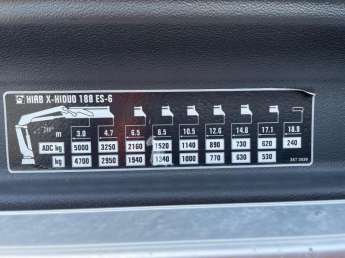 HIAB X-HIDUO 188 ES-6
m 3.0 4.7 6.5 8.5 10.5 12.6 14.8 17.1 18.9
ADC kg 5000 3250 2160 1520 1140 890 730 620 240
kg 4700 2950 1940 1340 1000 770 630 530